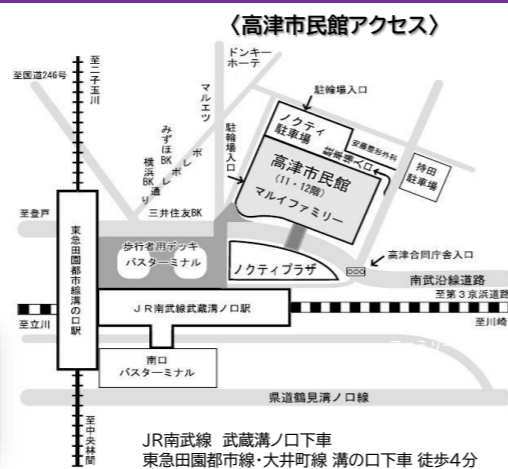 〈高津市民館アクセス〉
至国道246号
至二子玉川
マルエツ
ドンキー
ホーテ
駐輪場入口
ノクティ
駐車場
安藤整形外科
駐車場入口
持田
駐車場
みずほBK
横浜BK
ポレポレ通り
駐輪場入口
高津市民館
(11・12階)
マルイファミリー
三井住友BK
至登戸
歩行者用デッキ
バスターミナル
ノクティプラザ
高津合同庁舎入口
南武沿線道路
至第3京浜道路
東急田園都市線溝の口駅
JR南武線武蔵溝ノ口駅
至立川
至川崎
南口
バスターミナル
県道鶴見溝ノ口線
至中央林間
JR南武線 武蔵溝ノ口下車
東急田園都市線・大井町線 溝の口下車 徒歩4分